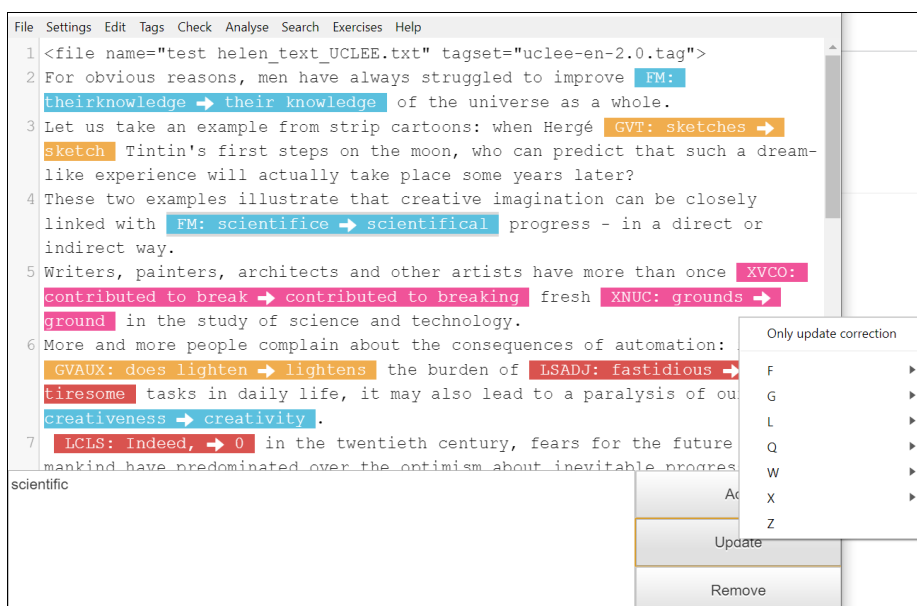 File Settings Edit Tags Check Analyse Search Exercises Help
1 <file name="test helen_text_UCLEE.txt" tagset="uclee-en-2.0.tag">
2 For obvious reasons, men have always struggled to improve FM:
theirknowledge → their knowledge of the universe as a whole.
3 Let us take an example from strip cartoons: when Hergé GVT: sketches →
sketch Tintin's first steps on the moon, who can predict that such a dream-
like experience will actually take place some years later?
4 These two examples illustrate that creative imagination can be closely
linked with FM: scientifice → scientifical progress - in a direct or
indirect way.
5 Writers, painters, architects and other artists have more than once XVCO:
contributed to break → contributed to breaking fresh XNUC: grounds →
ground in the study of science and technology.
6 More and more people complain about the consequences of automation:
GVAUX: does lighten → lightens the burden of LSADJ: fastidious →
tiresome tasks in daily life, it may also lead to a paralysis of
creativeness → creativity .
7 LCLS: Indeed, → 0 in the twentieth century, fears for the future
mankind have predominated over the optimism about inevitable
scientific
Update
Remove
Only update correction
F
G
L
Q
W
X
Z